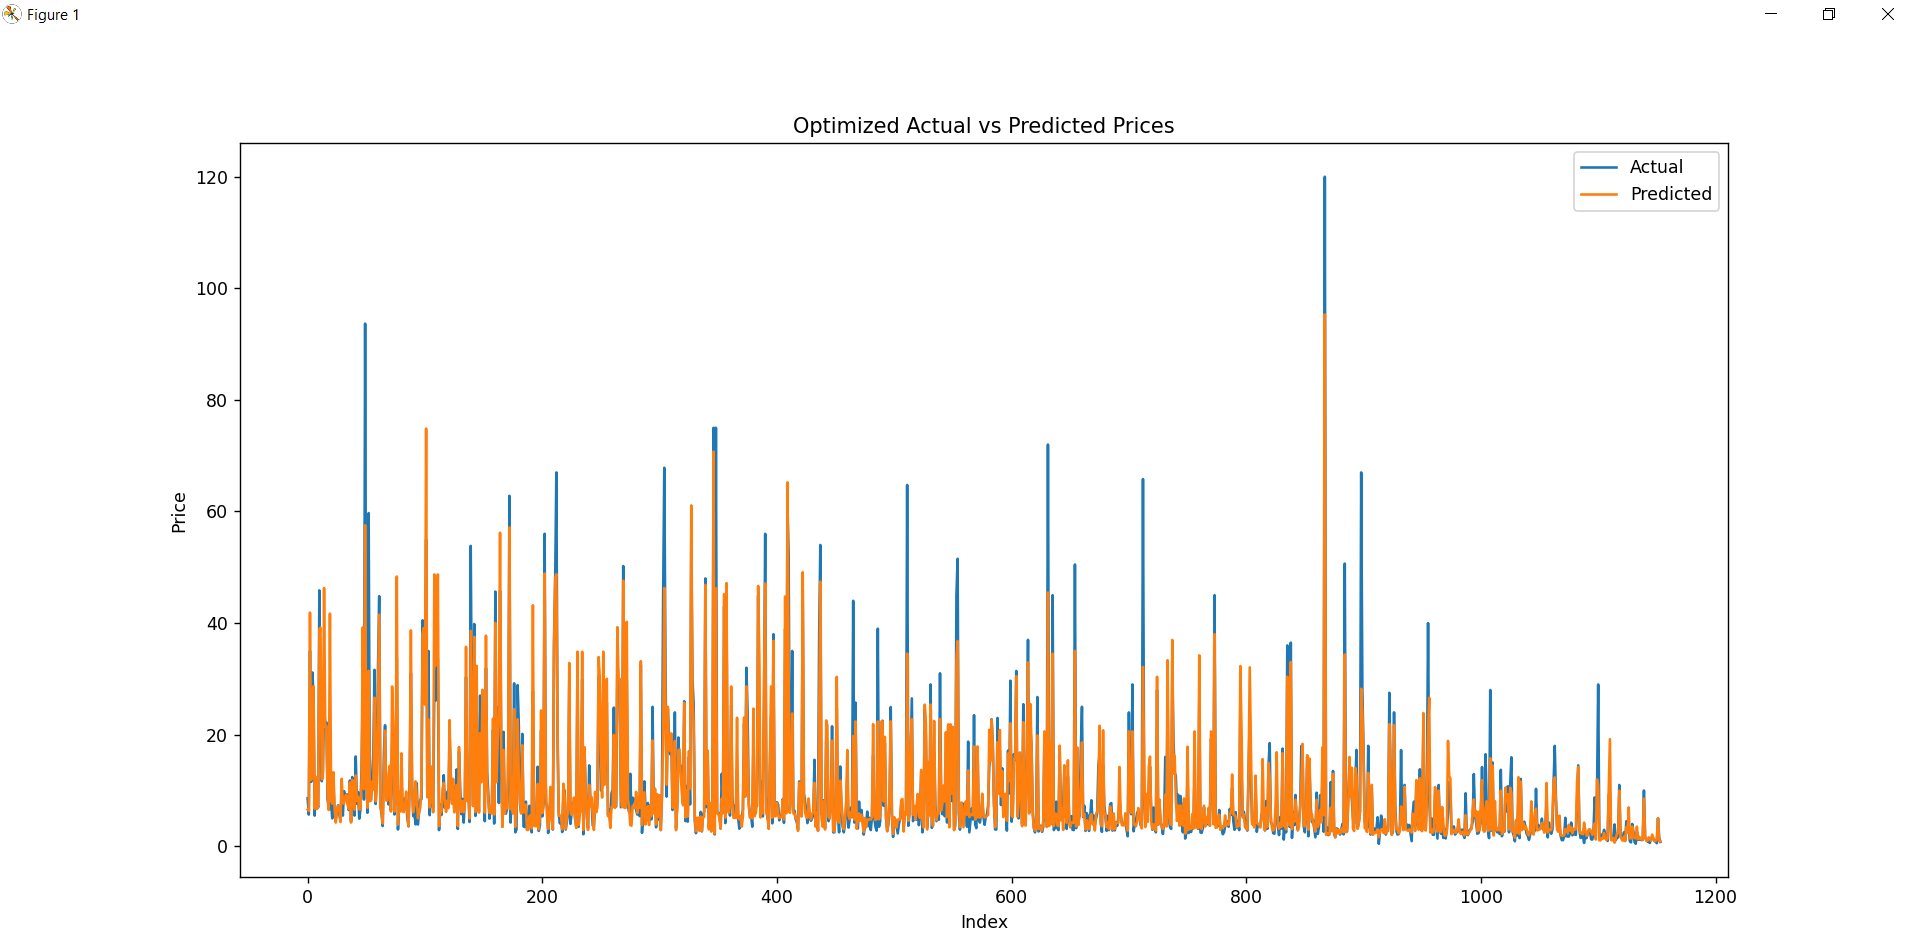 Figure 1
Optimized Actual vs Predicted Prices
Actual
Predicted
120
100
80
60
40
20
0
Price
0 200 400 600 800 1000 1200
Index